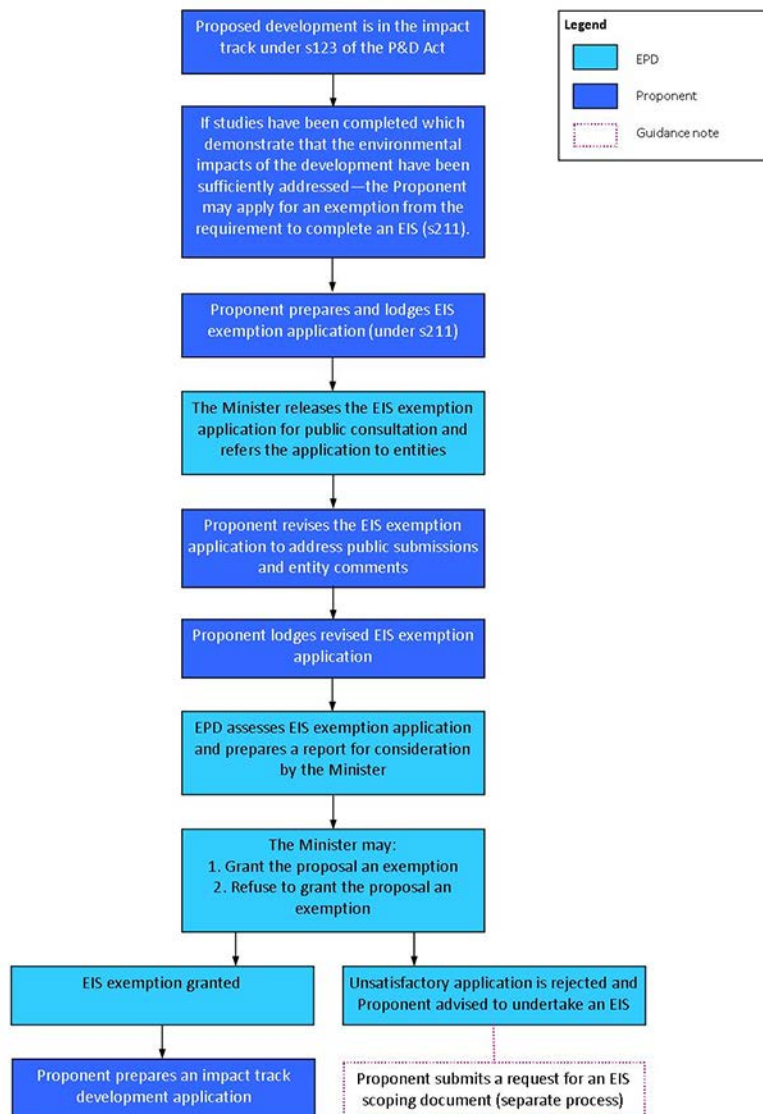 Proposed development is in the impact
track under s123 of the P&D Act
Legend
EPD
Proponent
Guidance note
If studies have been completed which
demonstrate that the environmental
impacts of the development have been
sufficiently addressed—the Proponent
may apply for an exemption from the
requirement to complete an EIS (s211).
Proponent prepares and lodges EIS
exemption application (under s211)
The Minister releases the EIS exemption
application for public consultation and
refers the application to entities
Proponent revises the EIS exemption
application to address public submissions
and entity comments
Proponent lodges revised EIS exemption
application
EPD assesses EIS exemption application
and prepares a report for consideration
by the Minister
The Minister may:
1. Grant the proposal an exemption
2. Refuse to grant the proposal an
exemption
EIS exemption granted
Unsatisfactory application is rejected and
Proponent advised to undertake an EIS
Proponent prepares an impact track
development application
Proponent submits a request for an EIS
scoping document (separate process)